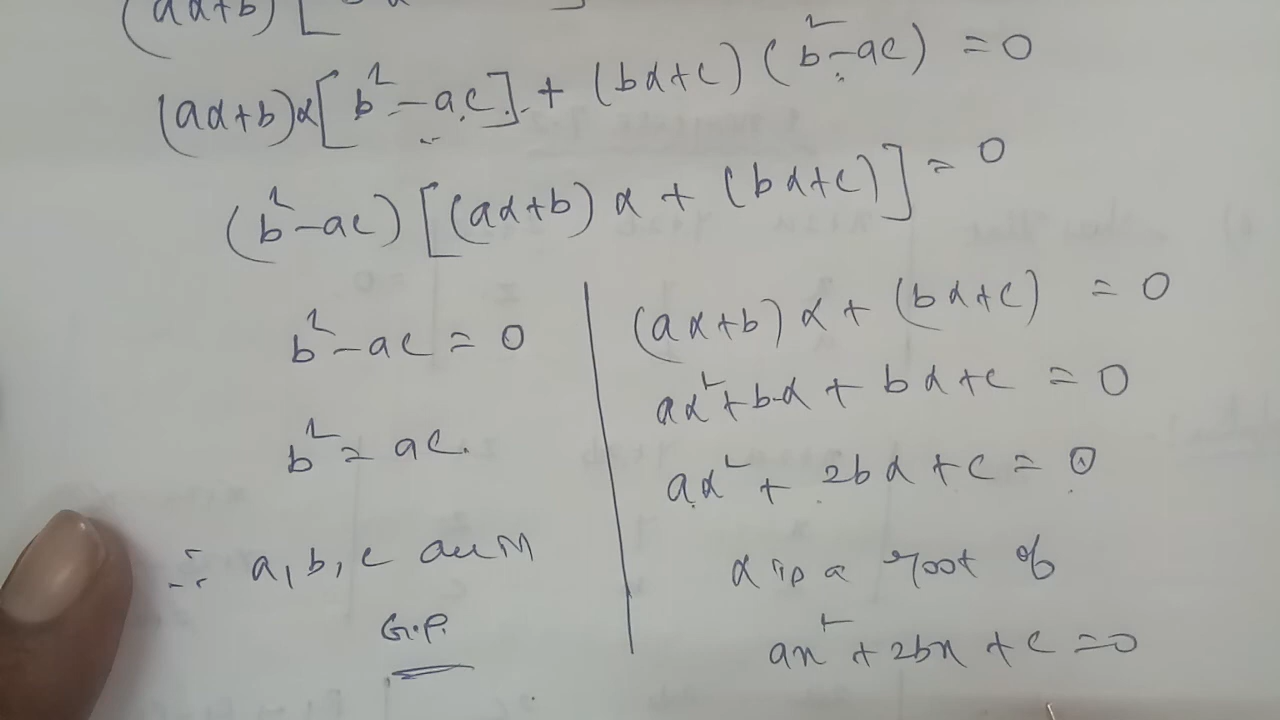 (aα+b) [
(aα+b)α[b²-ac] + (bα+c) (b²-ac) = 0
(b²-ac) [(aα+b) α + (bα+c)] = 0
b²-ac = 0
b² = ac.
∴ a, b, c are in
G.P.
(aα+b) α + (bα+c) = 0
aα²+bα + bα+c = 0
aα² + 2bα + c = 0
α is a root of
ax² + 2bx + c = 0